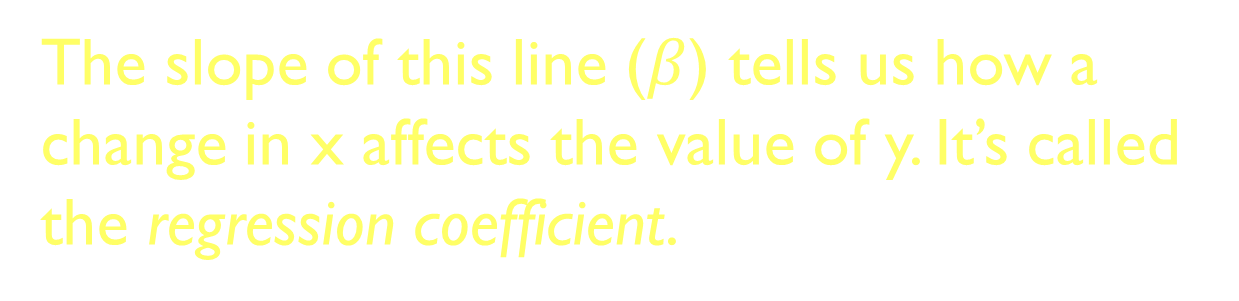 The slope of this line (β) tells us how a
change in x affects the value of y. It’s called
the regression coefficient.